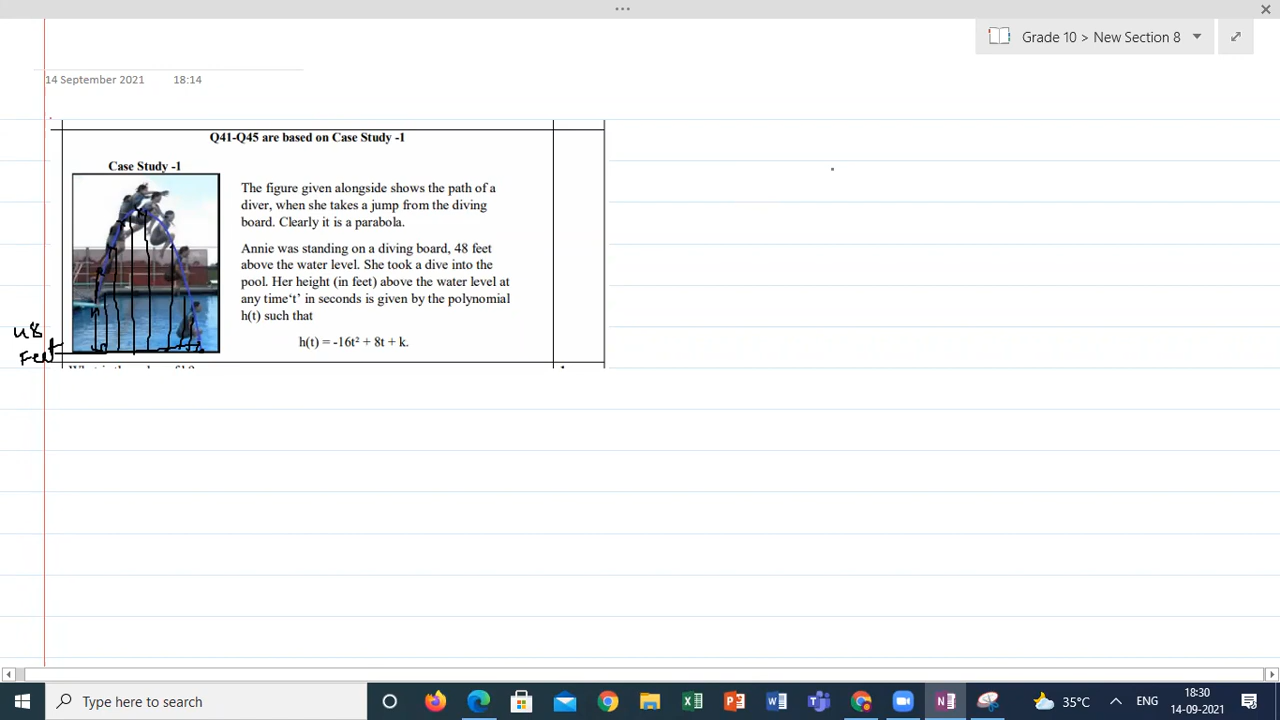 Grade 10 > New Section 8
14 September 2021 18:14
Q41-Q45 are based on Case Study -1
Case Study -1
The figure given alongside shows the path of a
diver, when she takes a jump from the diving
board. Clearly it is a parabola.
Annie was standing on a diving board, 48 feet
above the water level. She took a dive into the
pool. Her height (in feet) above the water level at
any time‘t’ in seconds is given by the polynomial
h(t) such that
48
Feet
h(t) = -16t² + 8t + k.
Type here to search
35°C
ENG
18:30
14-09-2021